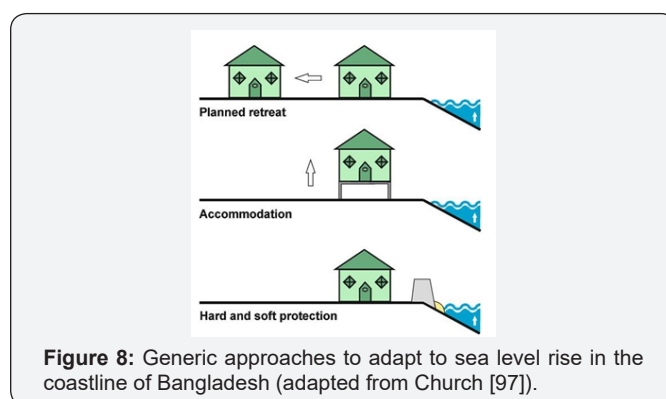 Planned retreat
Accommodation
Hard and soft protection
Figure 8: Generic approaches to adapt to sea level rise in the
coastline of Bangladesh (adapted from Church [97]).